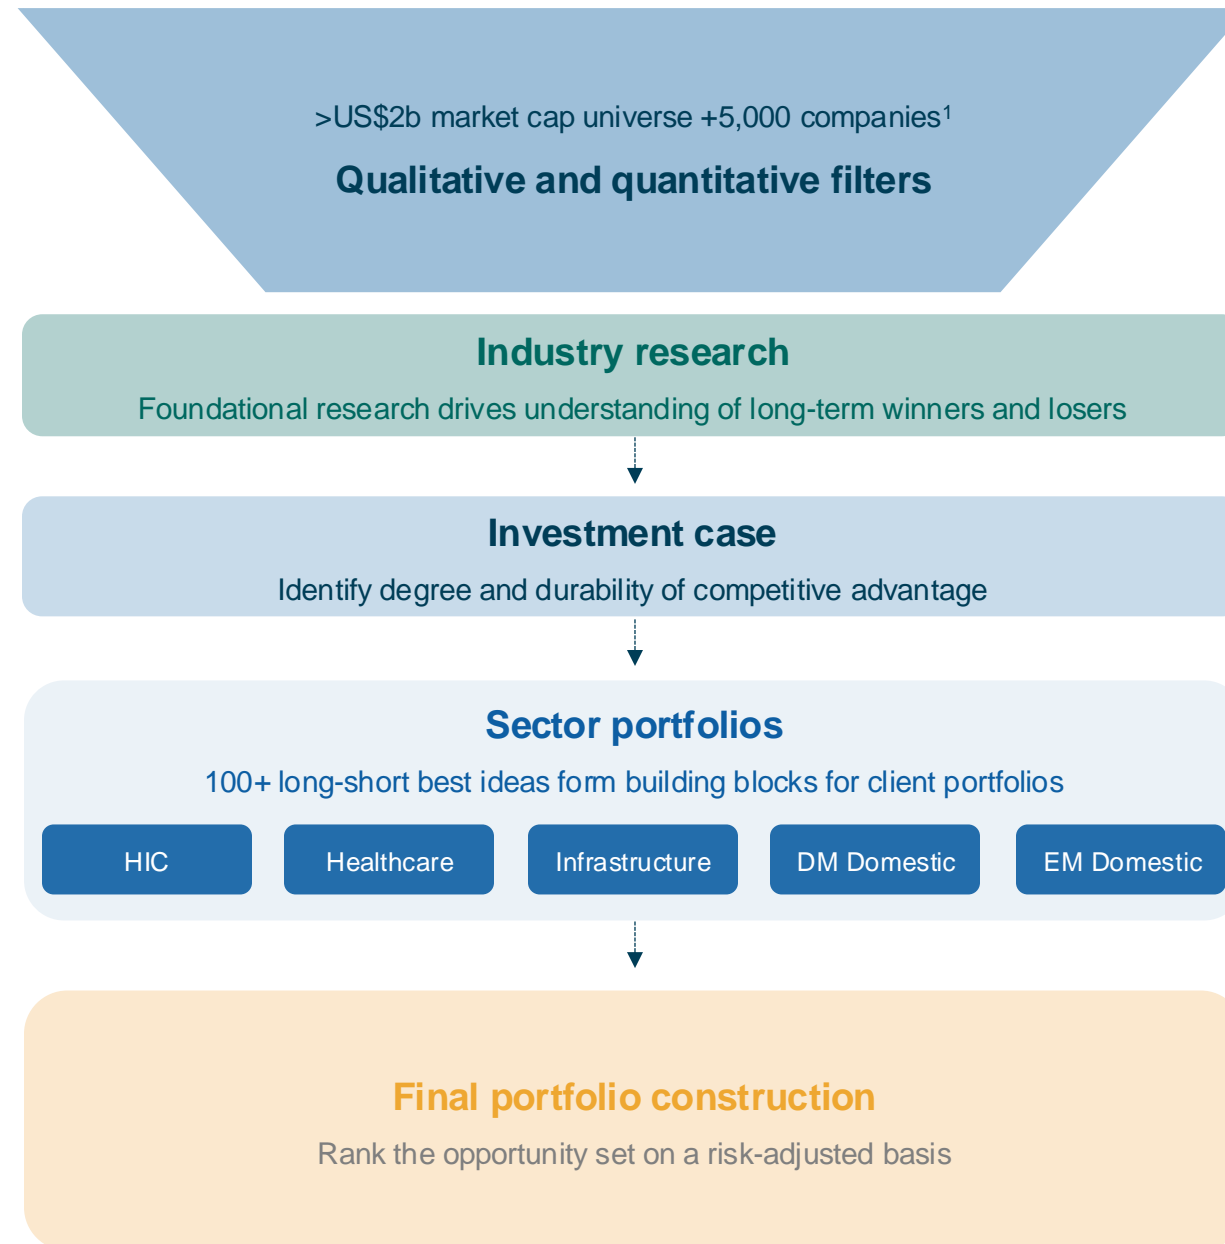 >US$2b market cap universe +5,000 companies¹
Qualitative and quantitative filters
Industry research
Foundational research drives understanding of long-term winners and losers
Investment case
Identify degree and durability of competitive advantage
Sector portfolios
100+ long-short best ideas form building blocks for client portfolios
HIC
Healthcare
Infrastructure
DM Domestic
EM Domestic
Final portfolio construction
Rank the opportunity set on a risk-adjusted basis